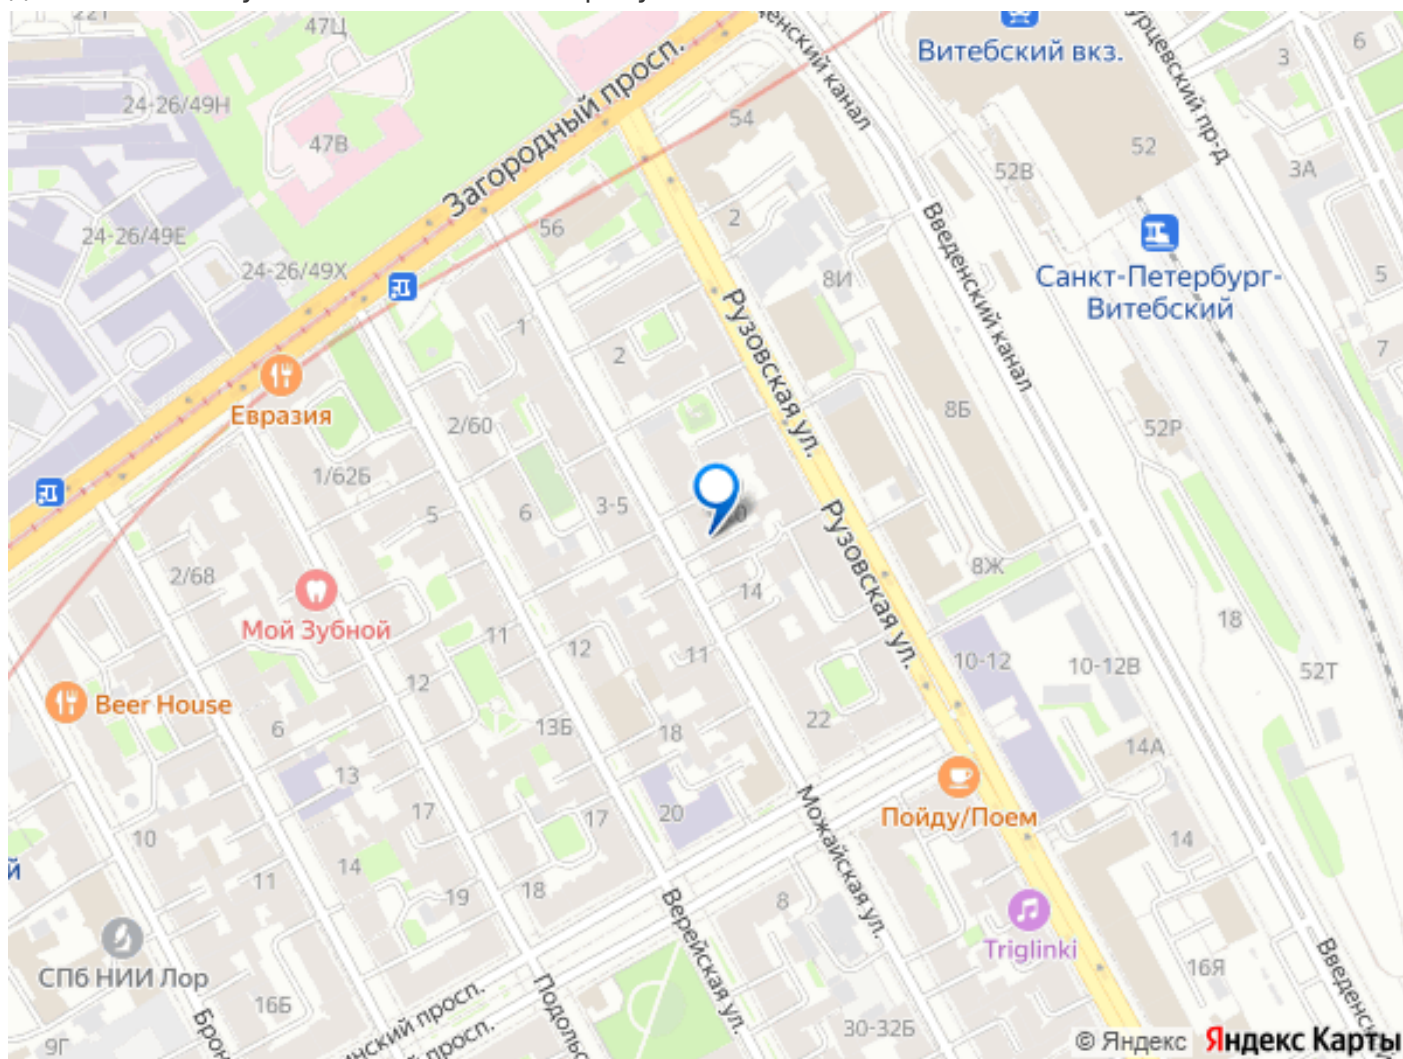 47Ц
24-26/49Н
47В
24-26/49Е
24-26/49Х
Загородный просп.
54
56
2
Витебский вкз.
52
52В
3
6
3А
5
7
Введенский канал
Санкт-Петербург-
Витебский
8И
8Б
52Р
Рузовская ул.
1
2
2/60
Евразия
1/62Б
5
6
3-5
2/68
Мой Зубной
14
Рузовская ул.
8Ж
18
52Т
10-12
10-12В
14А
11
12
11
12
13Б
18
22
Beer House
6
13
17
17
20
Пойду/Поем
Можайская ул.
14
10
14
11
19
18
8
Верейская ул.
Triglinki
16Я
СПб НИИ Лор
16Б
9Г
30-32Б
© Яндекс Яндекс Карты